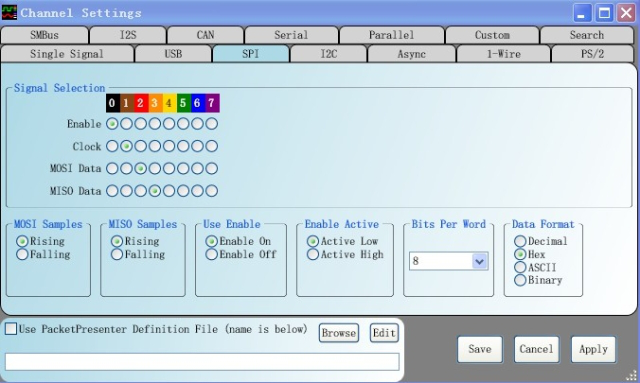 Channel Settings
SMBus I2S CAN Serial Parallel Custom Search
Single Signal USB SPI I2C Async 1-Wire PS/2
Signal Selection
0 1 2 3 4 5 6 7
Enable
Clock
MOSI Data
MISO Data
MOSI Samples MISO Samples Use Enable Enable Active Bits Per Word Data Format
Rising Rising Enable On Active Low 8 Decimal
Falling Falling Enable Off Active High Hex
ASCII
Binary
Use PacketPresenter Definition File (name is below) Browse Edit
Save Cancel Apply